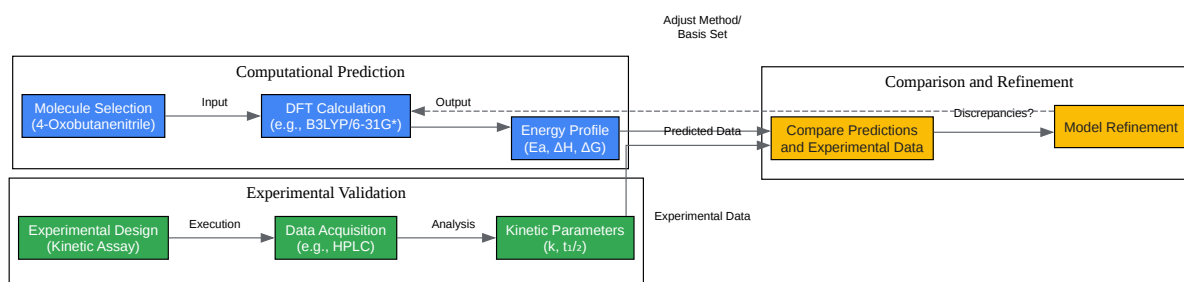 Adjust Method/
Basis Set
Computational Prediction
Molecule Selection
(4-Oxobutanenitrile)
Input
DFT Calculation
(e.g., B3LYP/6-31G*)
Output
Energy Profile
(Ea, ΔH, ΔG)
Predicted Data
Comparison and Refinement
Compare Predictions
and Experimental Data
Discrepancies?
Model Refinement
Experimental Validation
Experimental Design
(Kinetic Assay)
Execution
Data Acquisition
(e.g., HPLC)
Analysis
Kinetic Parameters
(k, t₁/₂)
Experimental Data